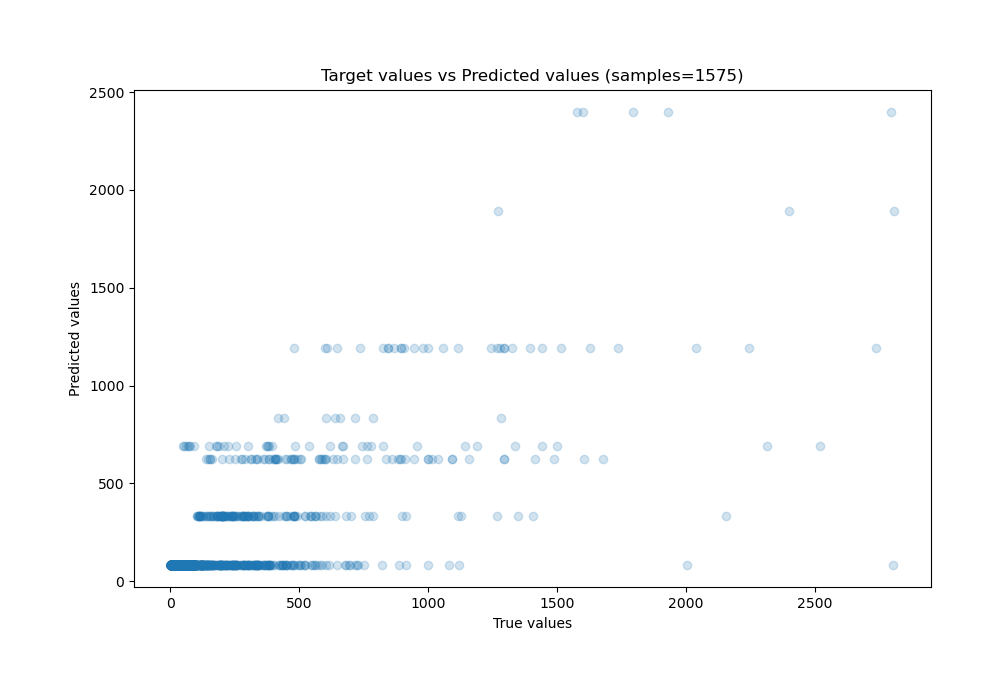 Target values vs Predicted values (samples=1575)
2500
2000
1500
1000
500
0
Predicted values
0 500 1000 1500 2000 2500
True values